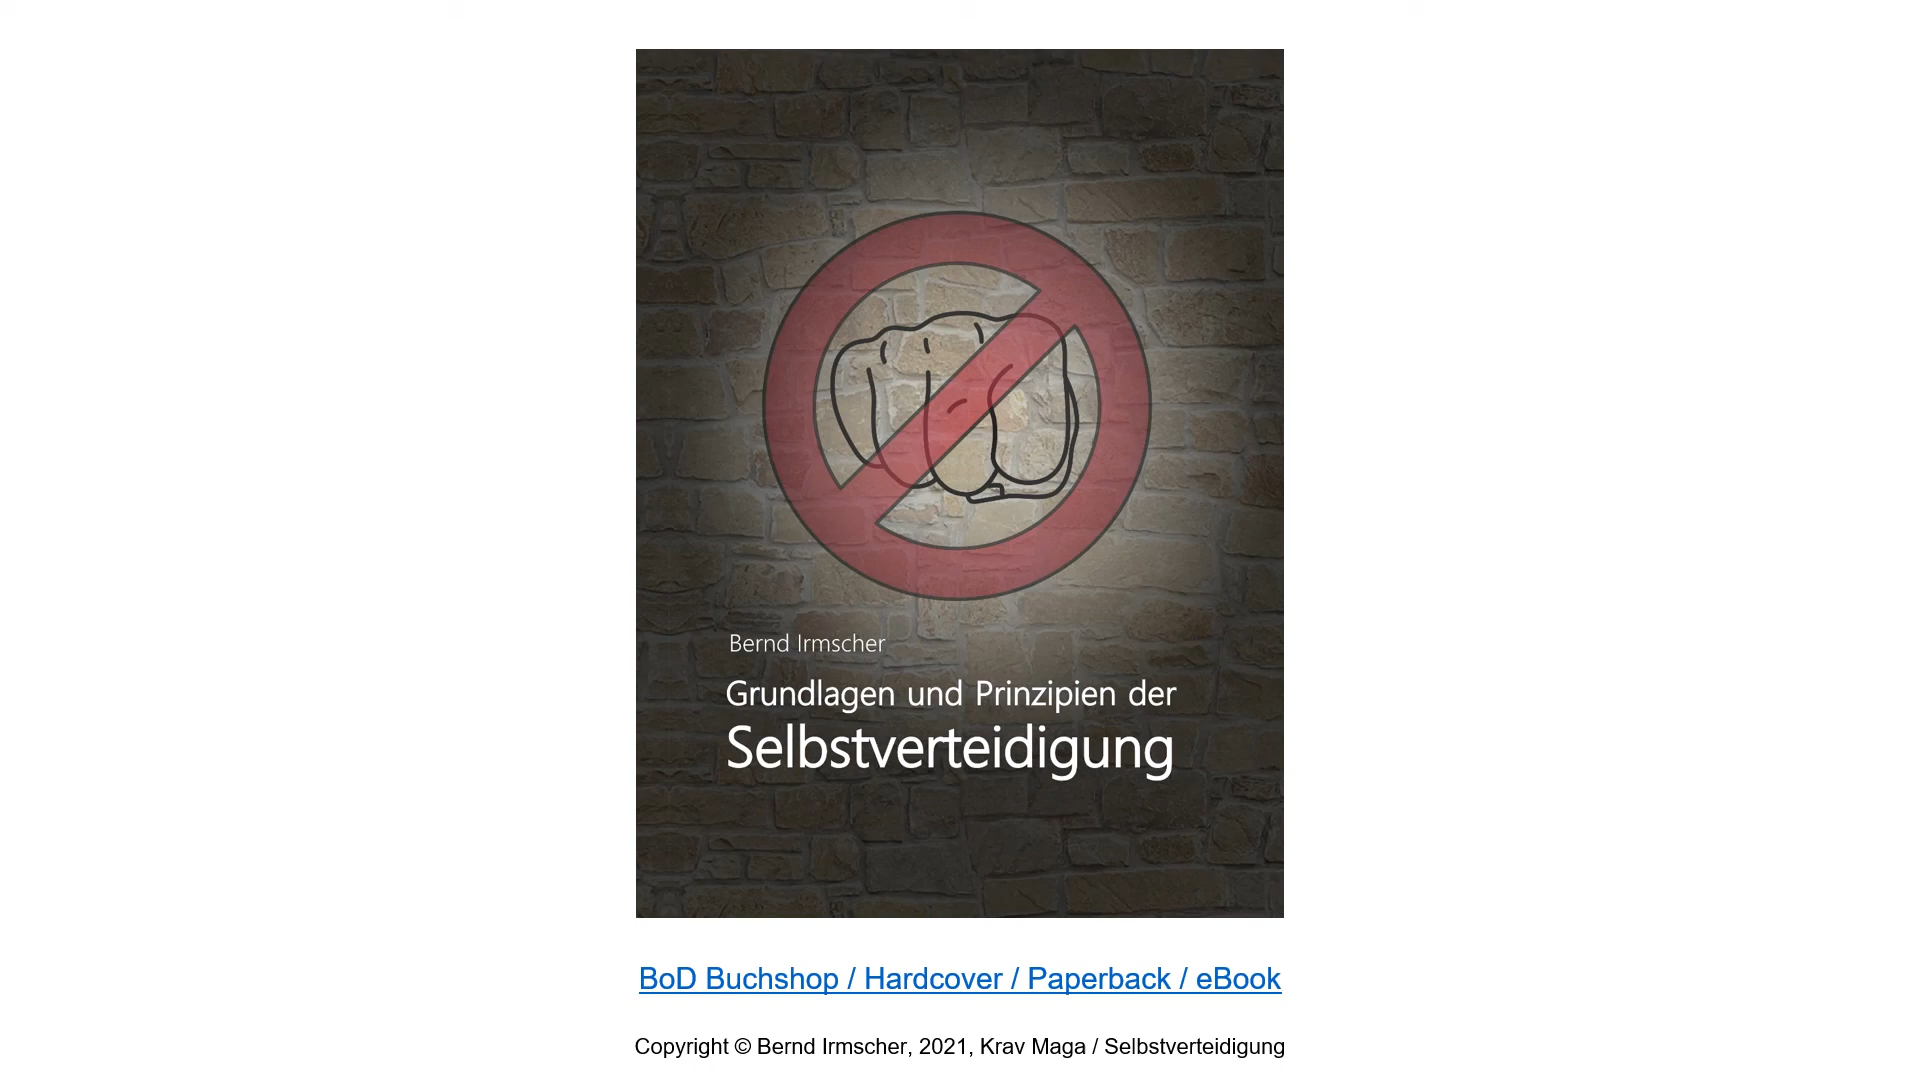 Bernd Irmscher
Grundlagen und Prinzipien der
Selbstverteidigung
BoD Buchshop / Hardcover / Paperback / eBook
Copyright © Bernd Irmscher, 2021, Krav Maga / Selbstverteidigung